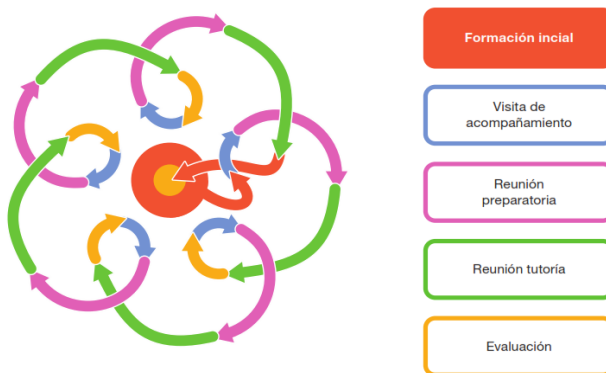 Formación incial
Visita de
acompañamiento
Reunión
preparatoria
Reunión tutoría
Evaluación